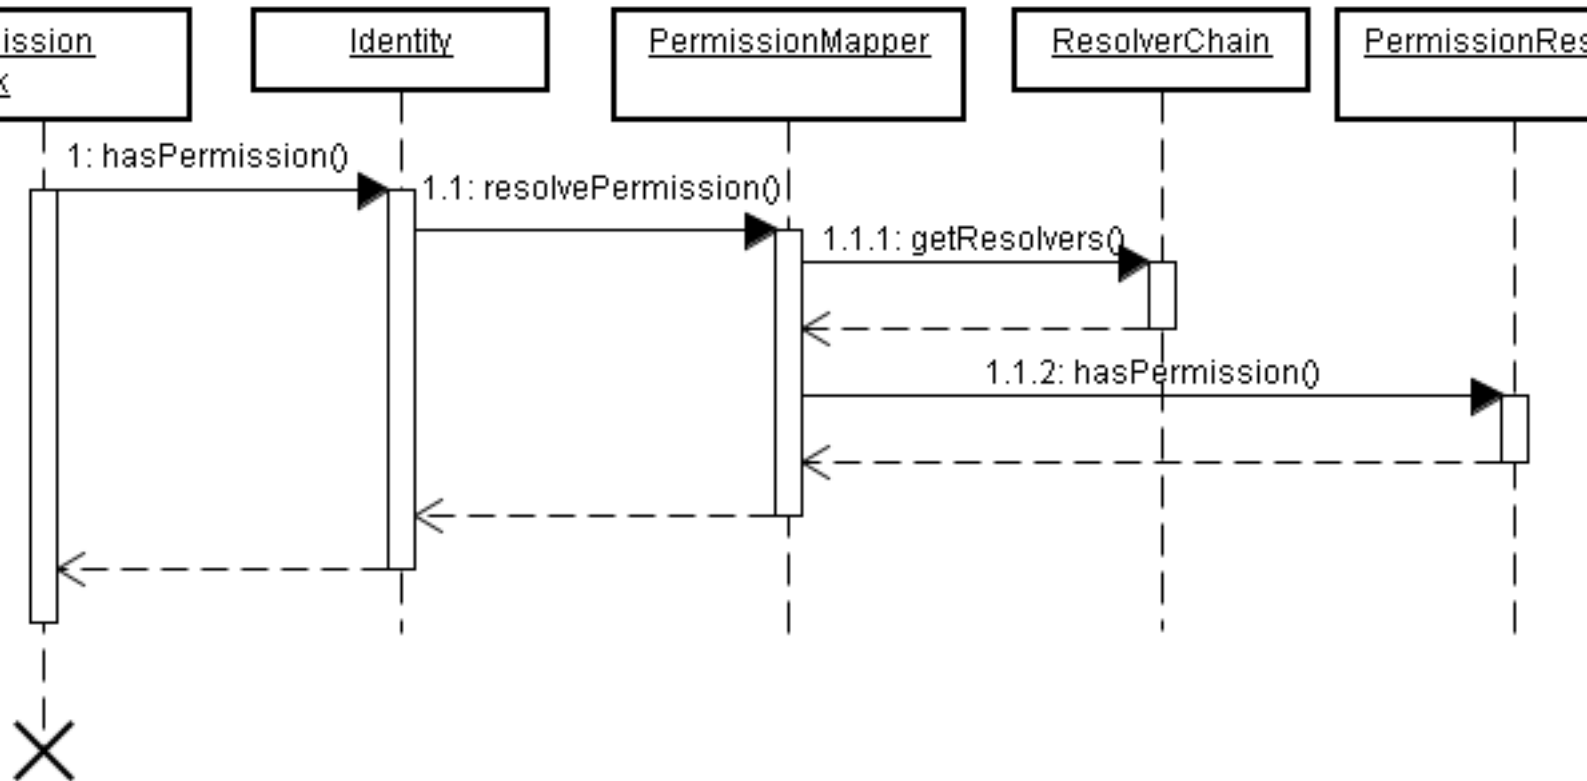 ission
x
Identity
PermissionMapper
ResolverChain
PermissionRes
1: hasPermission()
1.1: resolvePermission()
1.1.1: getResolvers()
1.1.2: hasPermission()